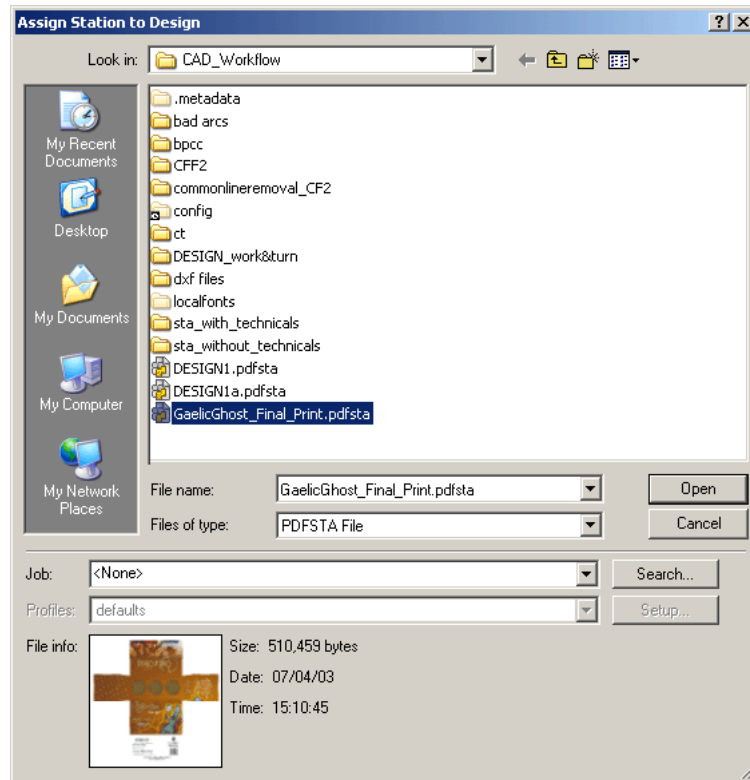 Assign Station to Design
Look in: CAD_Workflow
My Recent Documents
Desktop
My Documents
My Computer
My Network Places
.metadata
bad arcs
bpcc
CFF2
commonlineremoval_CF2
config
ct
DESIGN_work&turn
dxf files
localfonts
sta_with_technicals
sta_without_technicals
DESIGN1.pdfsta
DESIGN1a.pdfsta
GaelicGhost_Final_Print.pdfsta
File name: GaelicGhost_Final_Print.pdfsta Open
Files of type: PDFSTA File Cancel
Job: <None> Search...
Profiles: defaults Setup...
File info: Size: 510,459 bytes
Date: 07/04/03
Time: 15:10:45